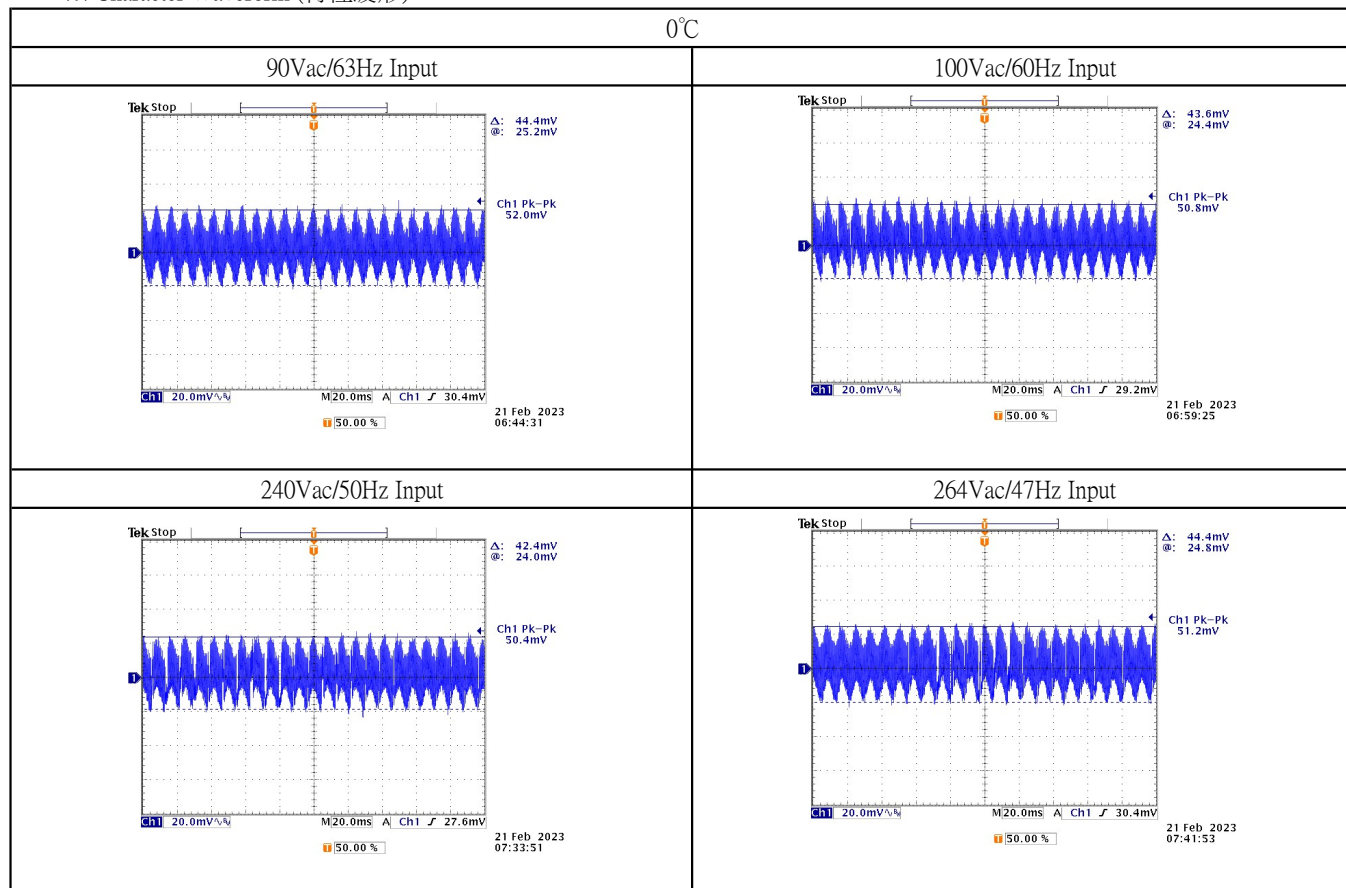 0℃
90Vac/63Hz Input
100Vac/60Hz Input
Tek Stop
T
T
Δ: 44.4mV
@: 25.2mV
Ch1 Pk-Pk
52.0mV
1
Ch1 20.0mV M 20.0ms A Ch1 30.4mV
T 50.00 %
21 Feb 2023
06:44:31
Tek Stop
T
T
Δ: 43.6mV
@: 24.4mV
Ch1 Pk-Pk
50.8mV
1
Ch1 20.0mV M 20.0ms A Ch1 29.2mV
T 50.00 %
21 Feb 2023
06:59:25
240Vac/50Hz Input
264Vac/47Hz Input
Tek Stop
T
T
Δ: 42.4mV
@: 24.0mV
Ch1 Pk-Pk
50.4mV
1
Ch1 20.0mV M 20.0ms A Ch1 27.6mV
T 50.00 %
21 Feb 2023
07:33:51
Tek Stop
T
T
Δ: 44.4mV
@: 24.8mV
Ch1 Pk-Pk
51.2mV
1
Ch1 20.0mV M 20.0ms A Ch1 30.4mV
T 50.00 %
21 Feb 2023
07:41:53